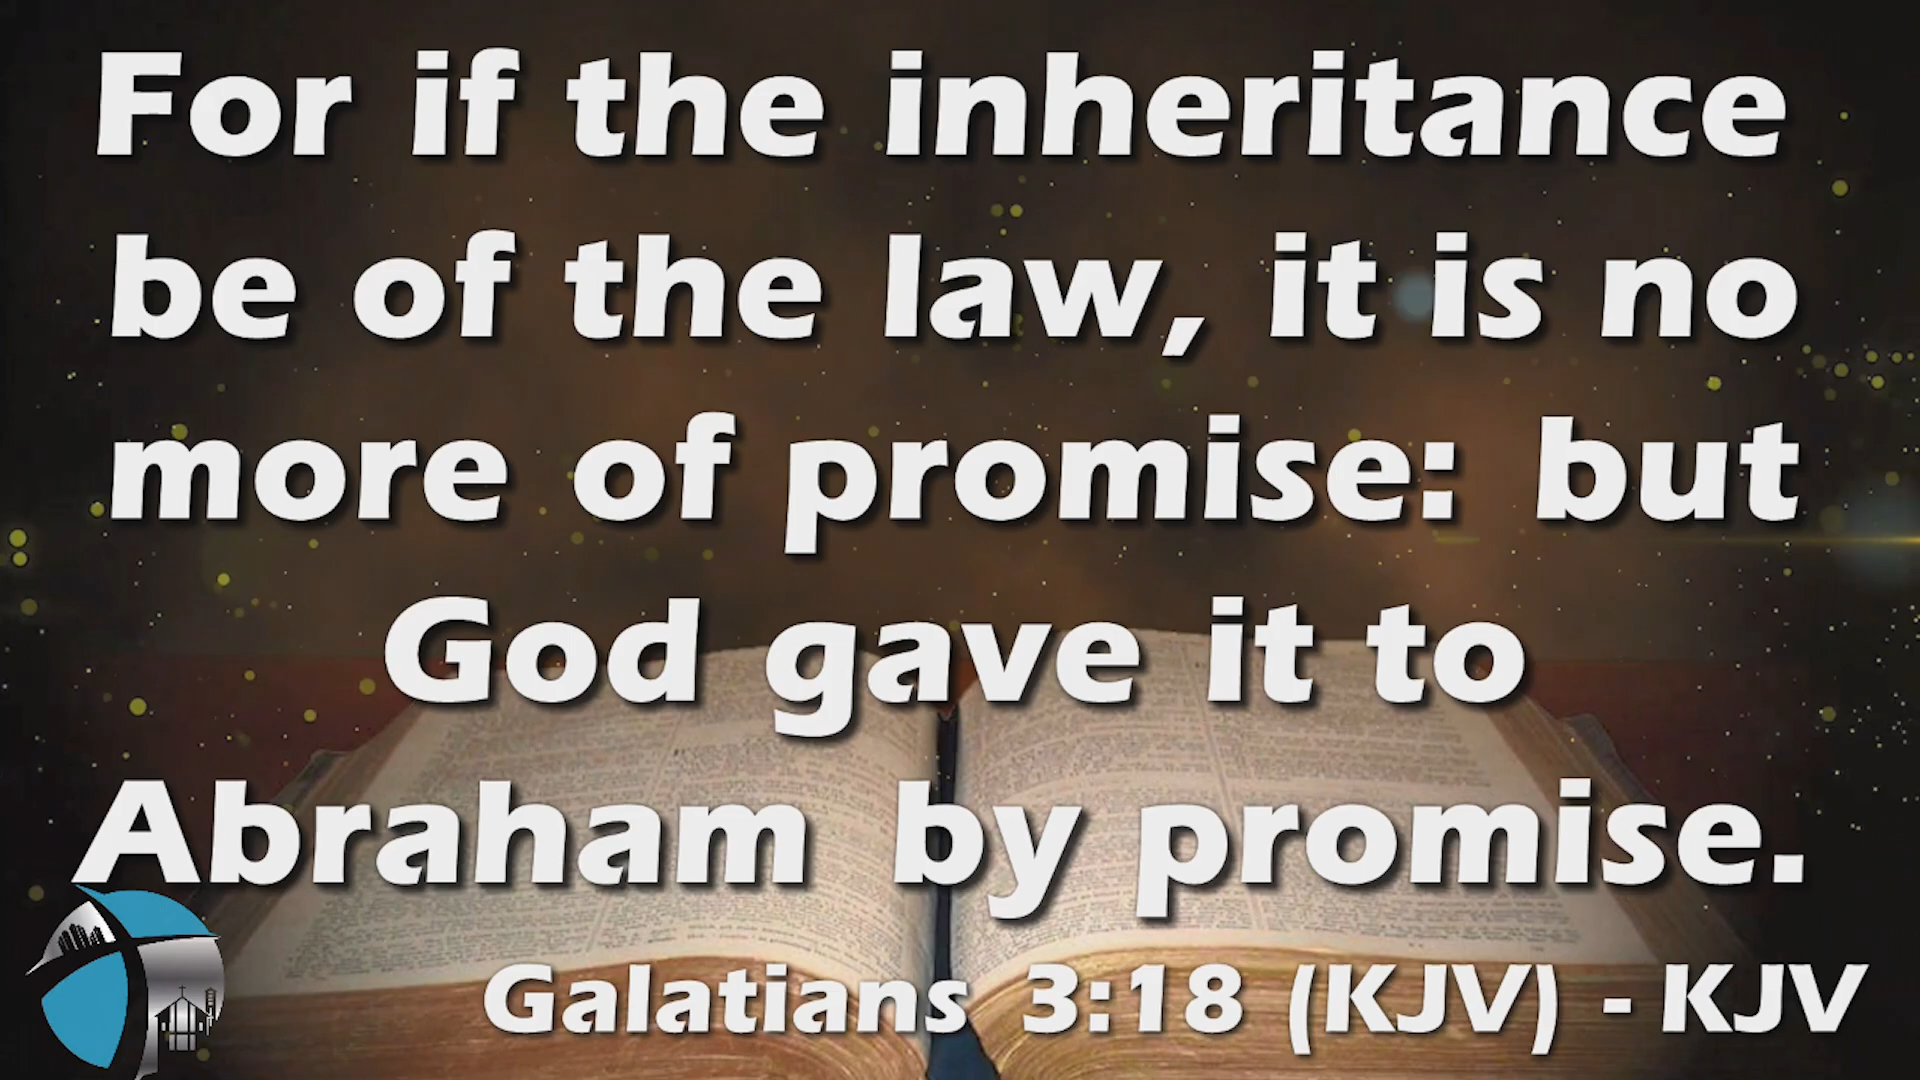 For if the inheritance
be of the law, it is no
more of promise: but
God gave it to
Abraham by promise.
Galatians 3:18 (KJV) - KJV